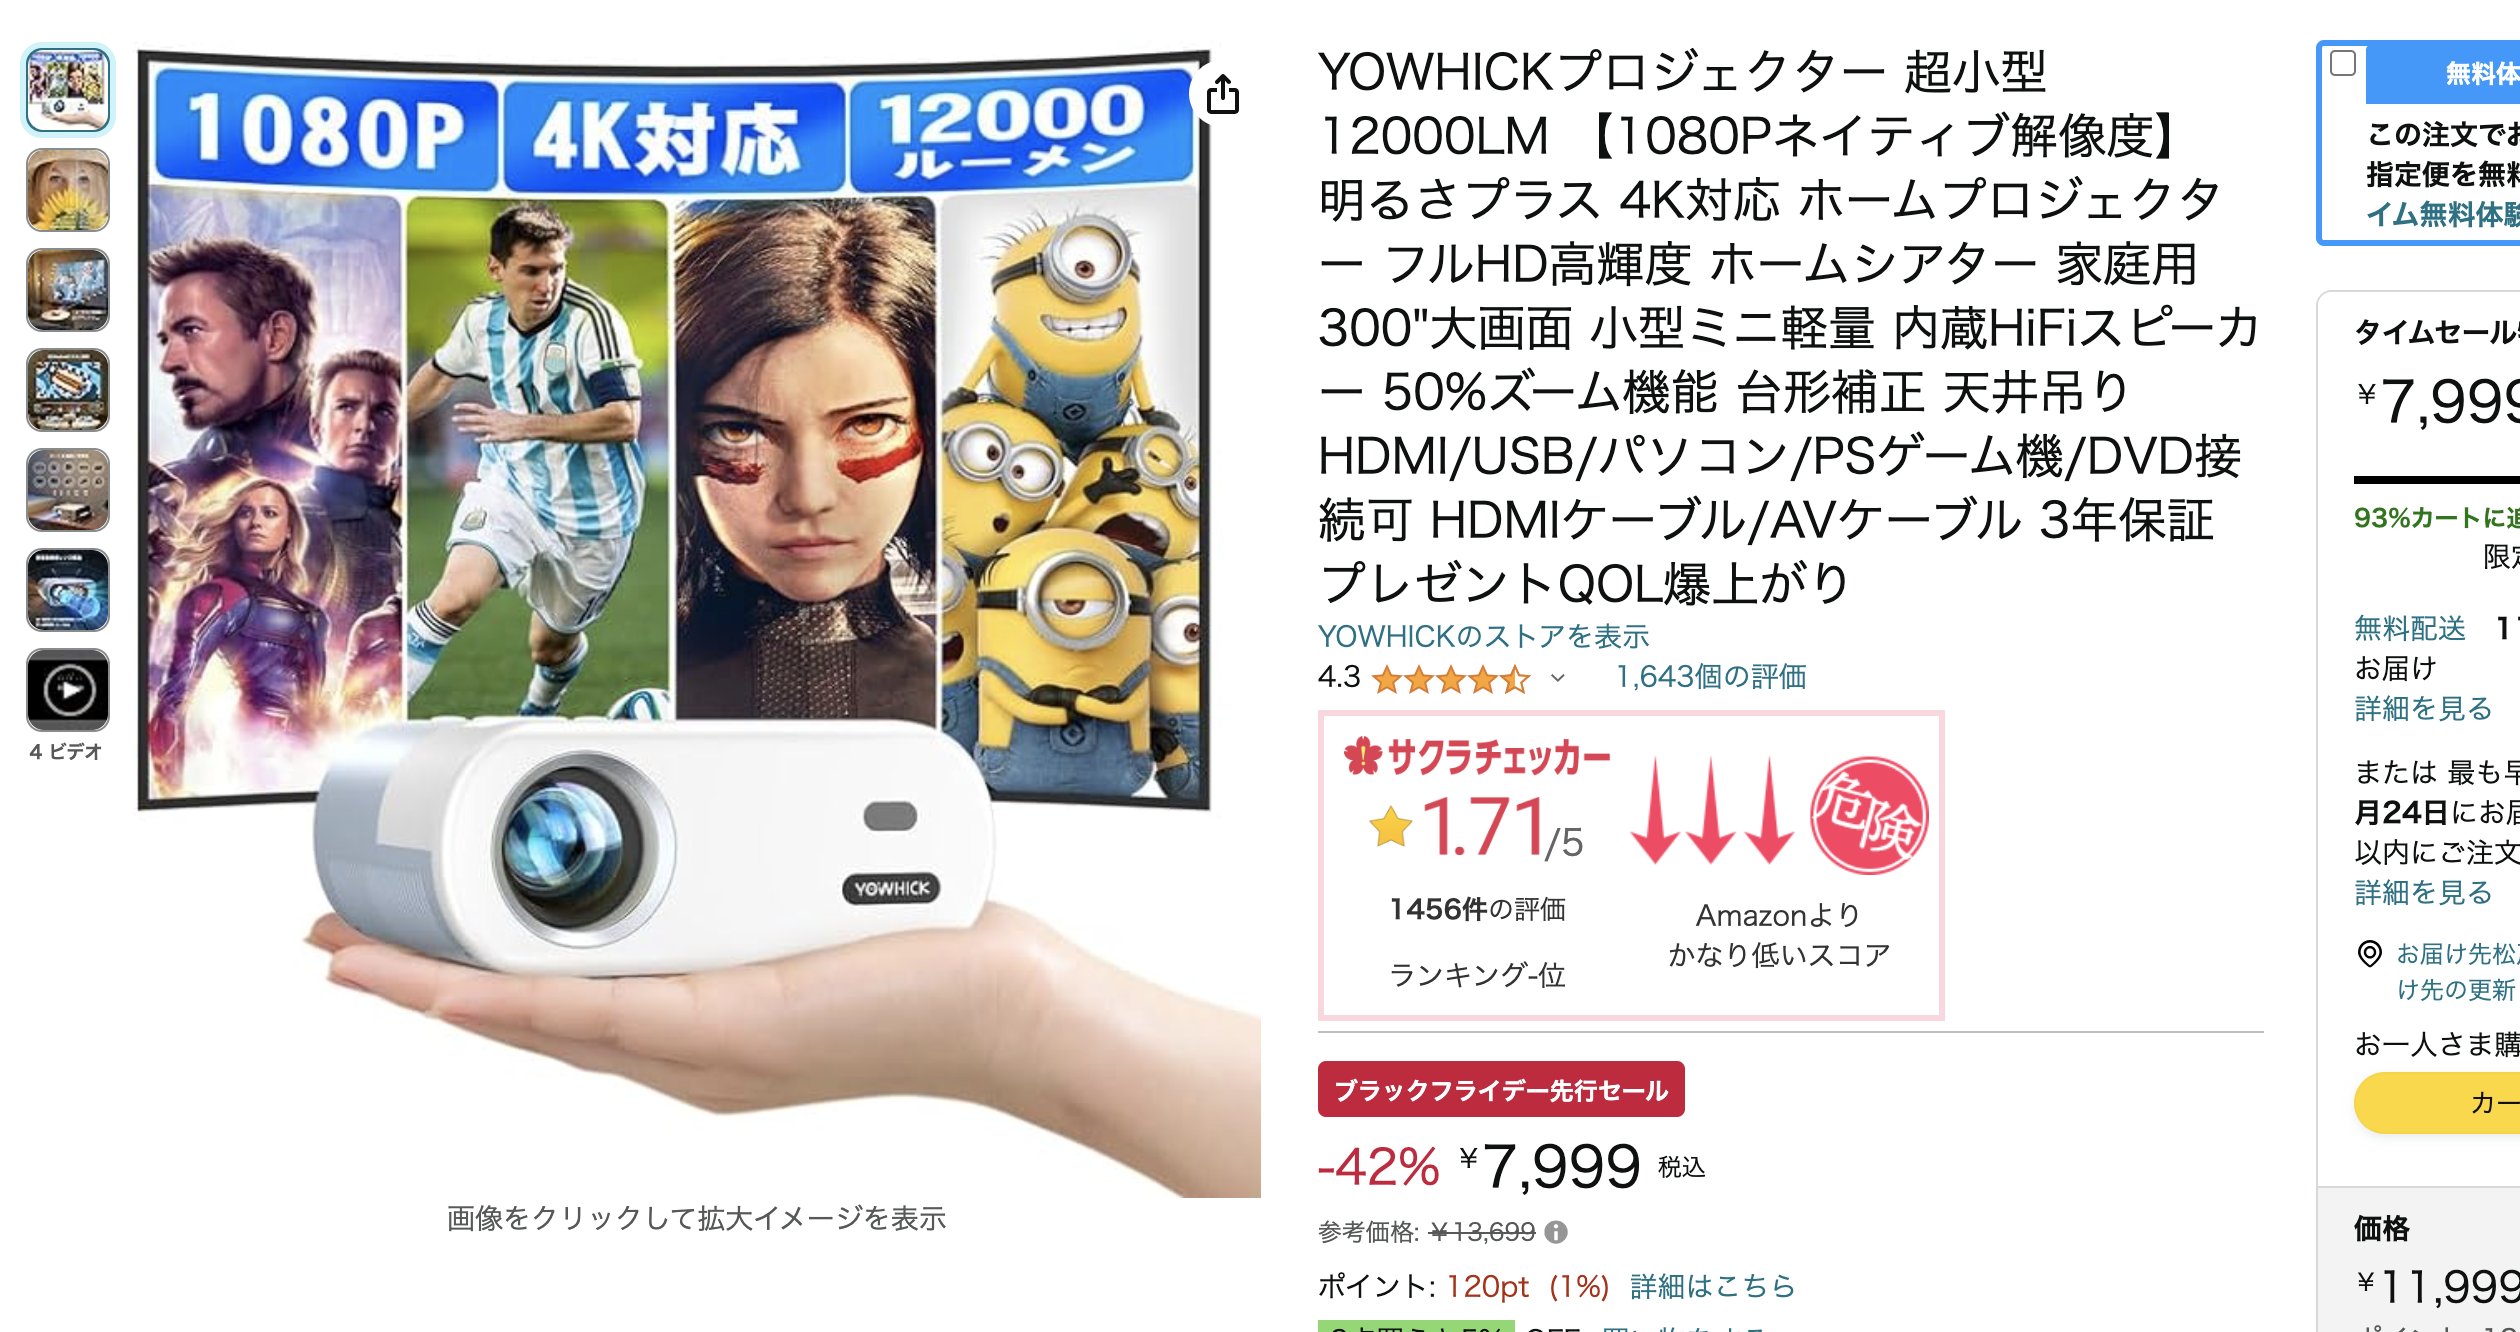 1080P
4K対応
12000
ルーメン
YOWHICK
4 ビデオ
画像をクリックして拡大イメージを表示
YOWHICKプロジェクター 超小型
12000LM 【1080Pネイティブ解像度】
明るさプラス 4K対応 ホームプロジェクタ
ー フルHD高輝度 ホームシアター 家庭用
300"大画面 小型ミニ軽量 内蔵HiFiスピーカ
ー 50%ズーム機能 台形補正 天井吊り
HDMI/USB/パソコン/PSゲーム機/DVD接
続可 HDMIケーブル/AVケーブル 3年保証
プレゼントQOL爆上がり
YOWHICKのストアを表示
4.3 1,643個の評価
サクラチェッカー
1.71/5
1456件の評価
ランキング-位
危険
Amazonより
かなり低いスコア
ブラックフライデー先行セール
-42% ¥7,999 税込
参考価格: ¥13,699
ポイント: 120pt (1%) 詳細はこちら
無料体
この注文でお
指定便を無料
イム無料体験
タイムセール
¥7,999
93%カートに追
限定
無料配送 11
お届け
詳細を見る
または 最も早
月24日にお届
以内にご注文
詳細を見る
お届け先松
け先の更新
お一人さま購
カー
価格
¥11,999